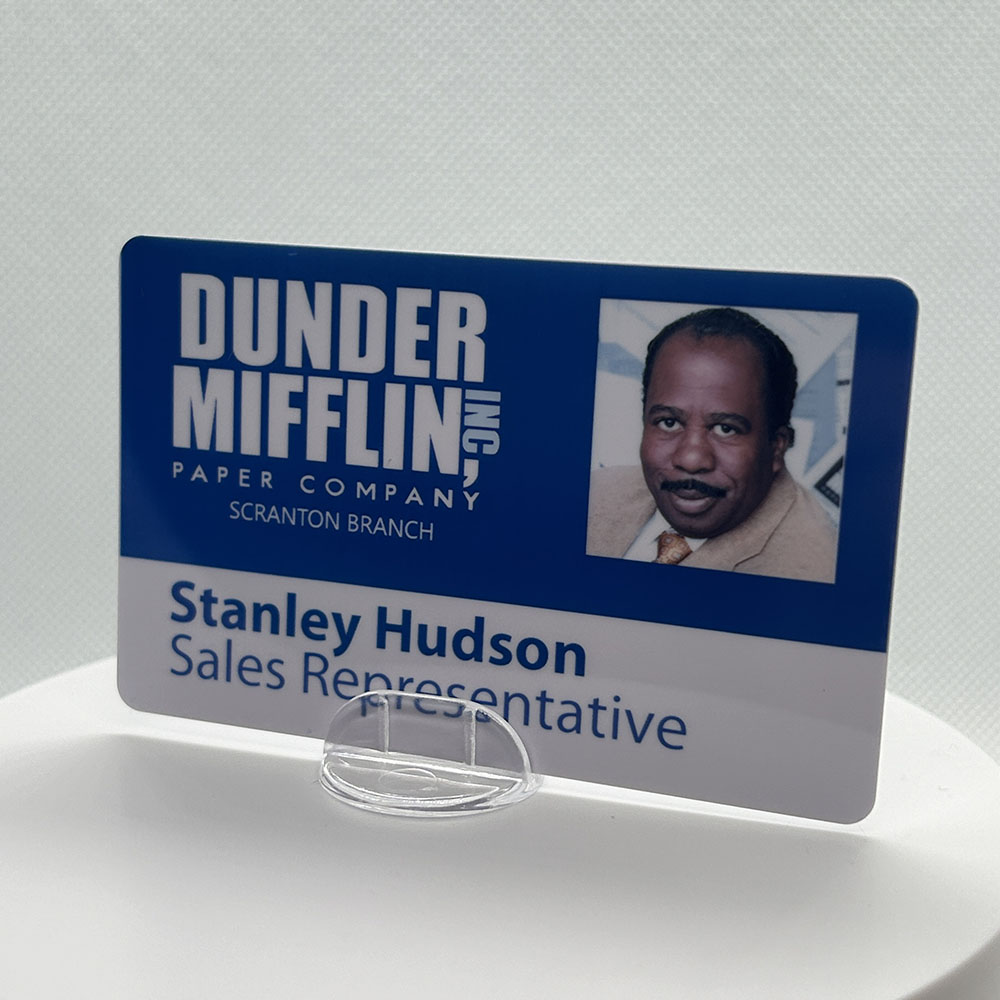 DUNDER
MIFFLIN, INC
PAPER COMPANY
SCRANTON BRANCH
Stanley Hudson
Sales Representative